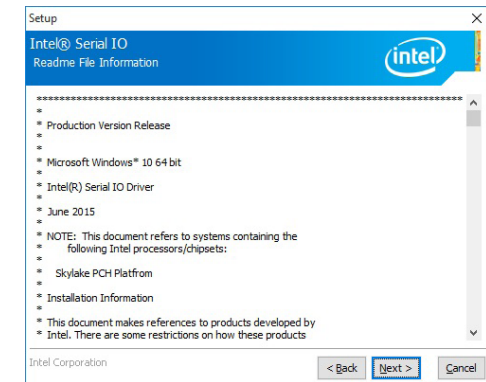 Setup
Intel® Serial IO
Readme File Information
intel
********************************************************************************
*
* Production Version Release
*
*
* Microsoft Windows* 10 64 bit
*
* Intel(R) Serial IO Driver
*
* June 2015
*
* NOTE: This document refers to systems containing the
* following Intel processors/chipsets:
*
* Skylake PCH Platfrom
*
* Installation Information
*
* This document makes references to products developed by
* Intel. There are some restrictions on how these products
Intel Corporation
< Back Next > Cancel